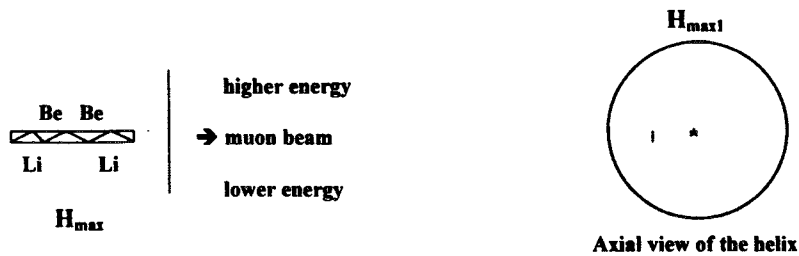 Be Be
Li Li
H_max
higher energy
➔ muon beam
lower energy
H_max1
*
Axial view of the helix